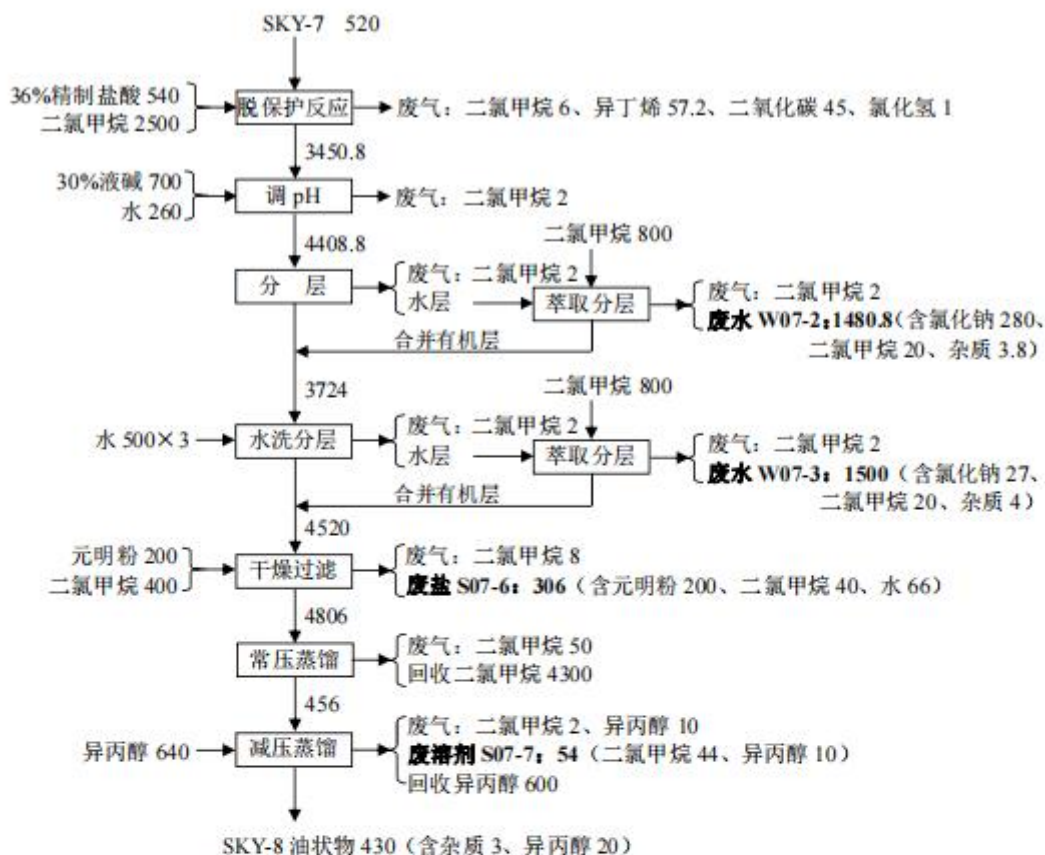 SKY-7 520
36%精制盐酸 540
二氯甲烷 2500
脱保护反应
废气：二氯甲烷 6、异丁烯 57.2、二氧化碳 45、氯化氢 1
3450.8
30%液碱 700
水 260
调 pH
废气：二氯甲烷 2
4408.8
二氯甲烷 800
分 层
废气：二氯甲烷 2
水层
萃取分层
废气：二氯甲烷 2
废水 W07-2：1480.8（含氯化钠 280、
二氯甲烷 20、杂质 3.8）
合并有机层
3724
二氯甲烷 800
水 500×3
水洗分层
废气：二氯甲烷 2
水层
萃取分层
废气：二氯甲烷 2
废水 W07-3：1500（含氯化钠 27、
二氯甲烷 20、杂质 4）
合并有机层
4520
元明粉 200
二氯甲烷 400
干燥过滤
废气：二氯甲烷 8
废盐 S07-6：306（含元明粉 200、二氯甲烷 40、水 66）
4806
常压蒸馏
废气：二氯甲烷 50
回收二氯甲烷 4300
456
异丙醇 640
减压蒸馏
废气：二氯甲烷 2、异丙醇 10
废溶剂 S07-7：54（二氯甲烷 44、异丙醇 10）
回收异丙醇 600
SKY-8 油状物 430（含杂质 3、异丙醇 20）